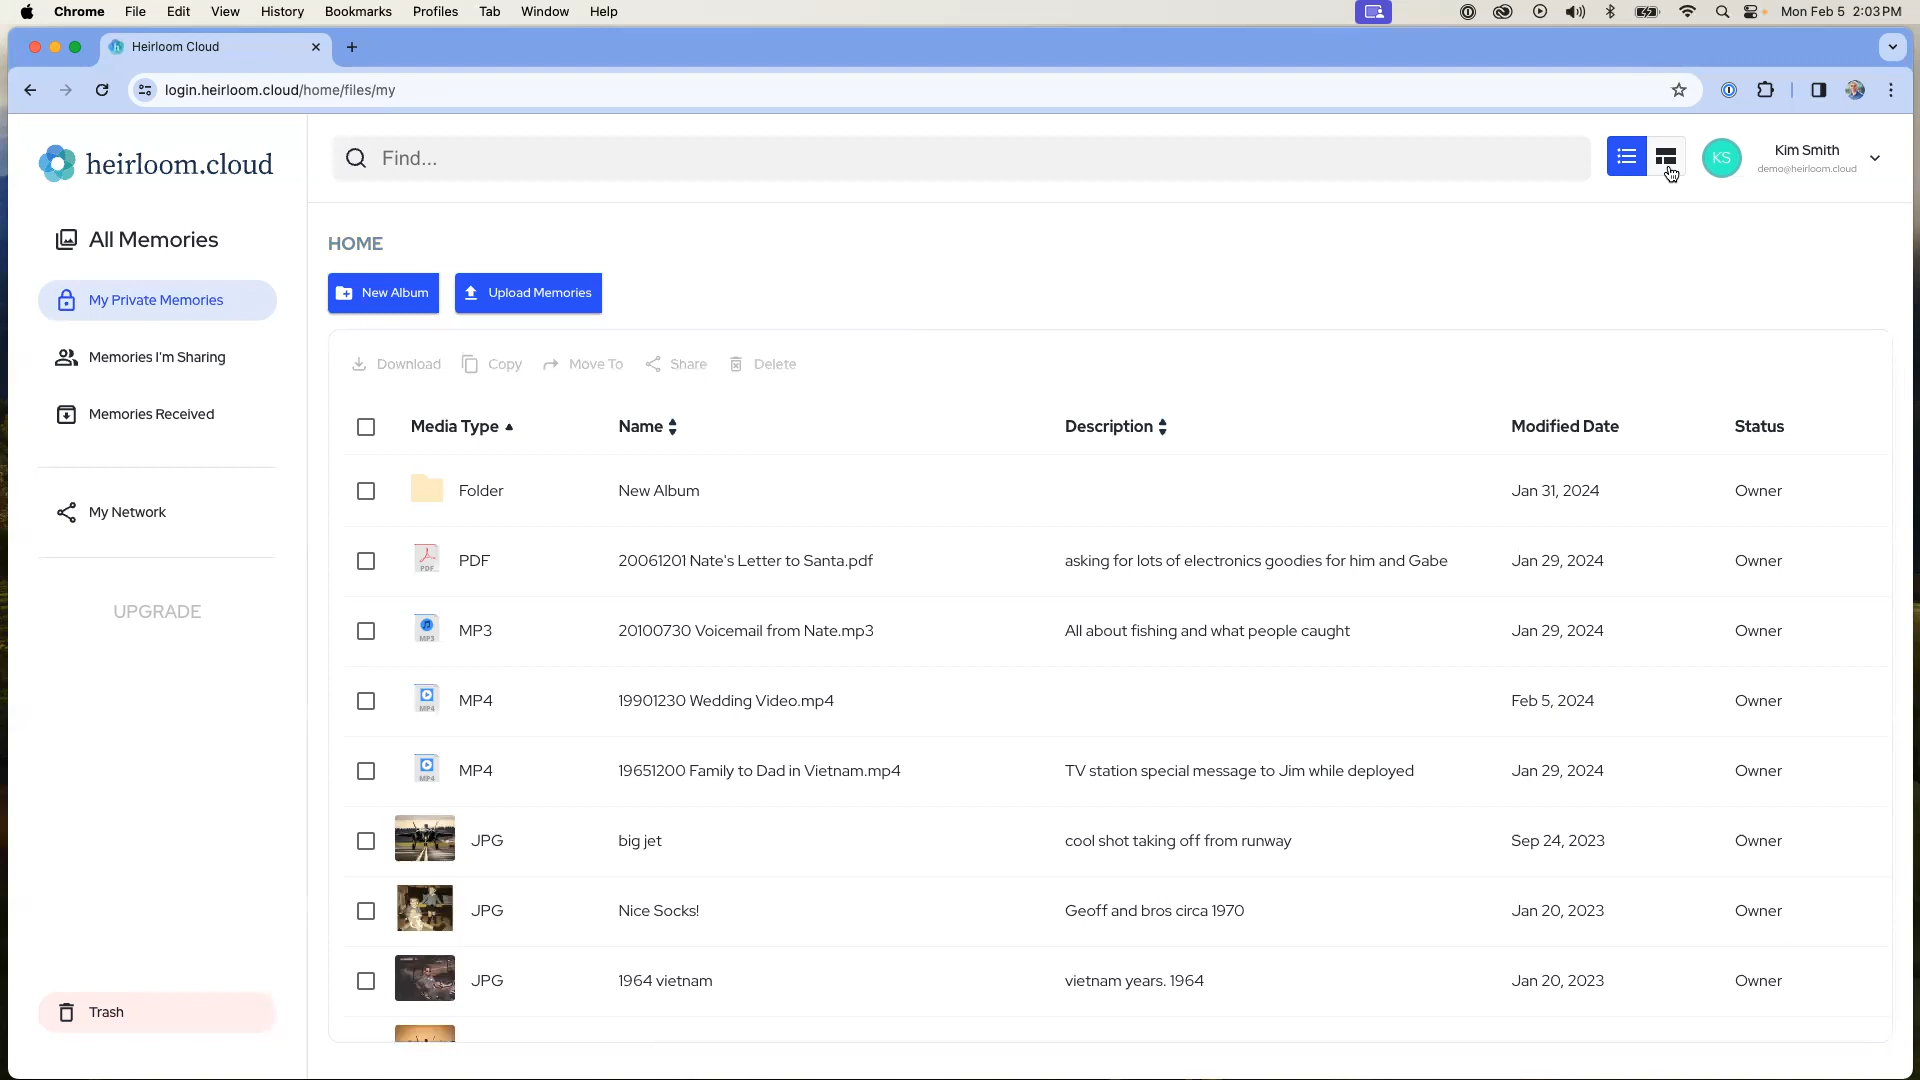 Chrome File Edit View History Bookmarks Profiles Tab Window Help Mon Feb 5 2:03 PM
Heirloom Cloud
login.heirloom.cloud/home/files/my
heirloom.cloud
Find...
KS
Kim Smith
demo@heirloom.cloud
All Memories
My Private Memories
Memories I'm Sharing
Memories Received
My Network
UPGRADE
Trash
HOME
New Album Upload Memories
Download Copy Move To Share Delete
Media Type Name Description Modified Date Status
Folder New Album Jan 31, 2024 Owner
PDF PDF 20061201 Nate's Letter to Santa.pdf asking for lots of electronics goodies for him and Gabe Jan 29, 2024 Owner
MP3 MP3 20100730 Voicemail from Nate.mp3 All about fishing and what people caught Jan 29, 2024 Owner
MP4 MP4 19901230 Wedding Video.mp4 Feb 5, 2024 Owner
MP4 MP4 19651200 Family to Dad in Vietnam.mp4 TV station special message to Jim while deployed Jan 29, 2024 Owner
JPG big jet cool shot taking off from runway Sep 24, 2023 Owner
JPG Nice Socks! Geoff and bros circa 1970 Jan 20, 2023 Owner
JPG 1964 vietnam vietnam years. 1964 Jan 20, 2023 Owner